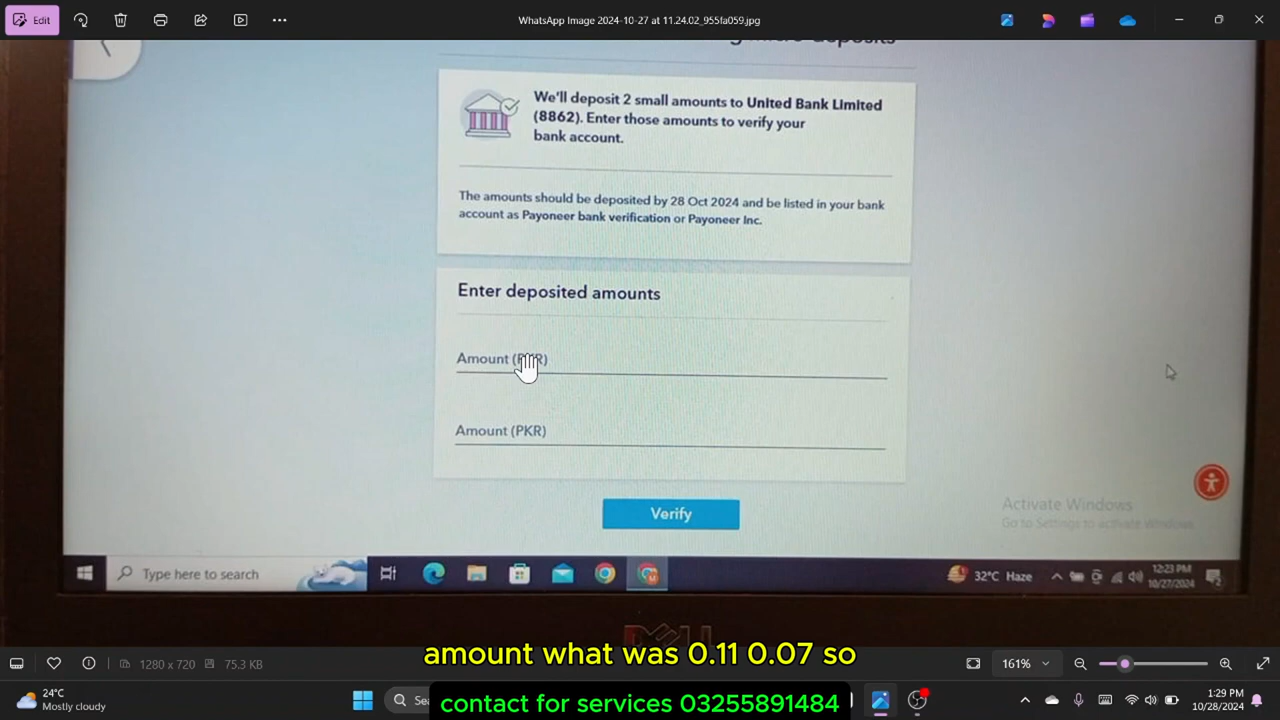 Edit
WhatsApp Image 2024-10-27 at 11.24.02_955fa059.jpg
deposits
We'll deposit 2 small amounts to United Bank Limited
(8862). Enter those amounts to verify your
bank account.
The amounts should be deposited by 28 Oct 2024 and be listed in your bank
account as Payoneer bank verification or Payoneer Inc.
Enter deposited amounts
Amount (PKR)
Amount (PKR)
Verify
Activate Windows
Go to Settings to activate Windows.
Type here to search
32°C Haze
12:23 PM
10/27/2024
DELL
amount what was 0.11 0.07 so
1280 x 720
75.3 KB
161%
24°C
Mostly cloudy
contact for services 03255891484
1:29 PM
10/28/2024